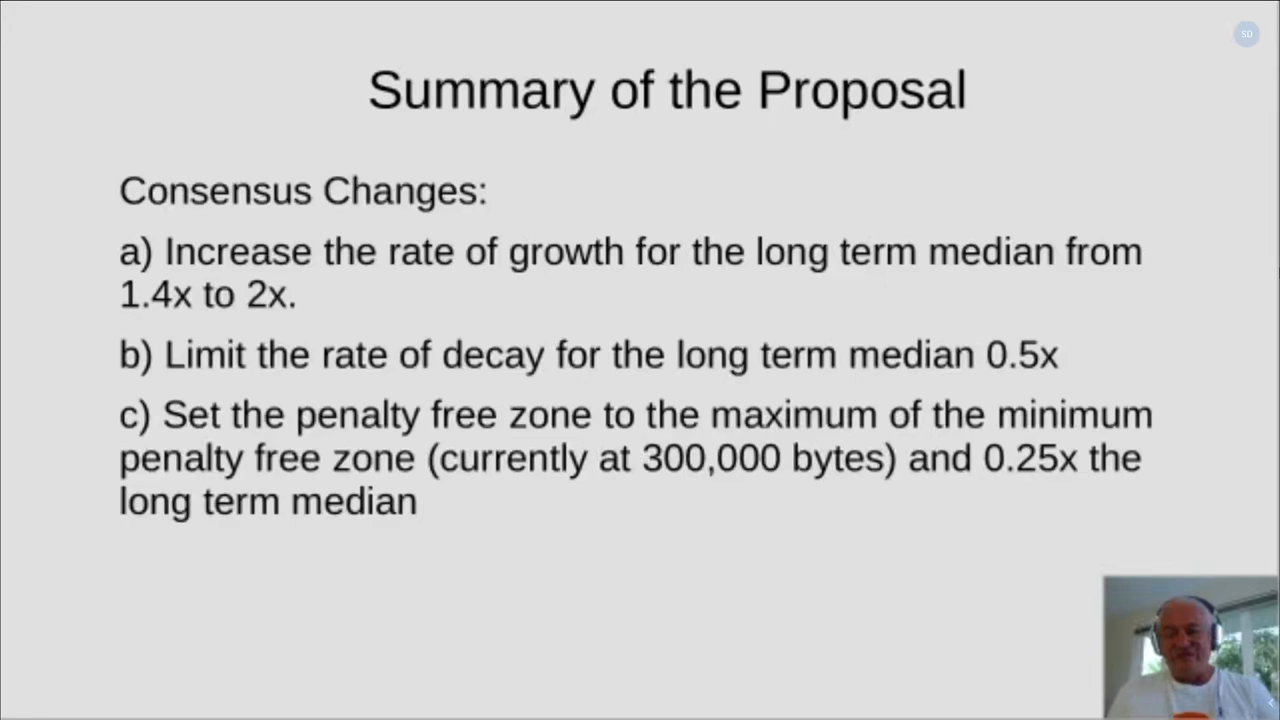 SD
Summary of the Proposal
Consensus Changes:
a) Increase the rate of growth for the long term median from
1.4x to 2x.
b) Limit the rate of decay for the long term median 0.5x
c) Set the penalty free zone to the maximum of the minimum
penalty free zone (currently at 300,000 bytes) and 0.25x the
long term median